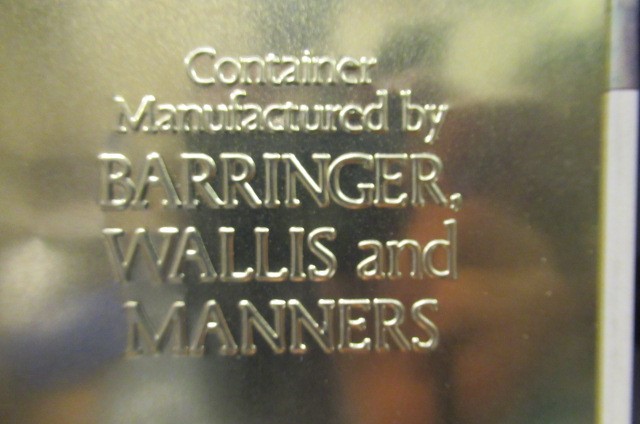 Container
Manufactured by
BARRINGER,
WALLIS and
MANNERS